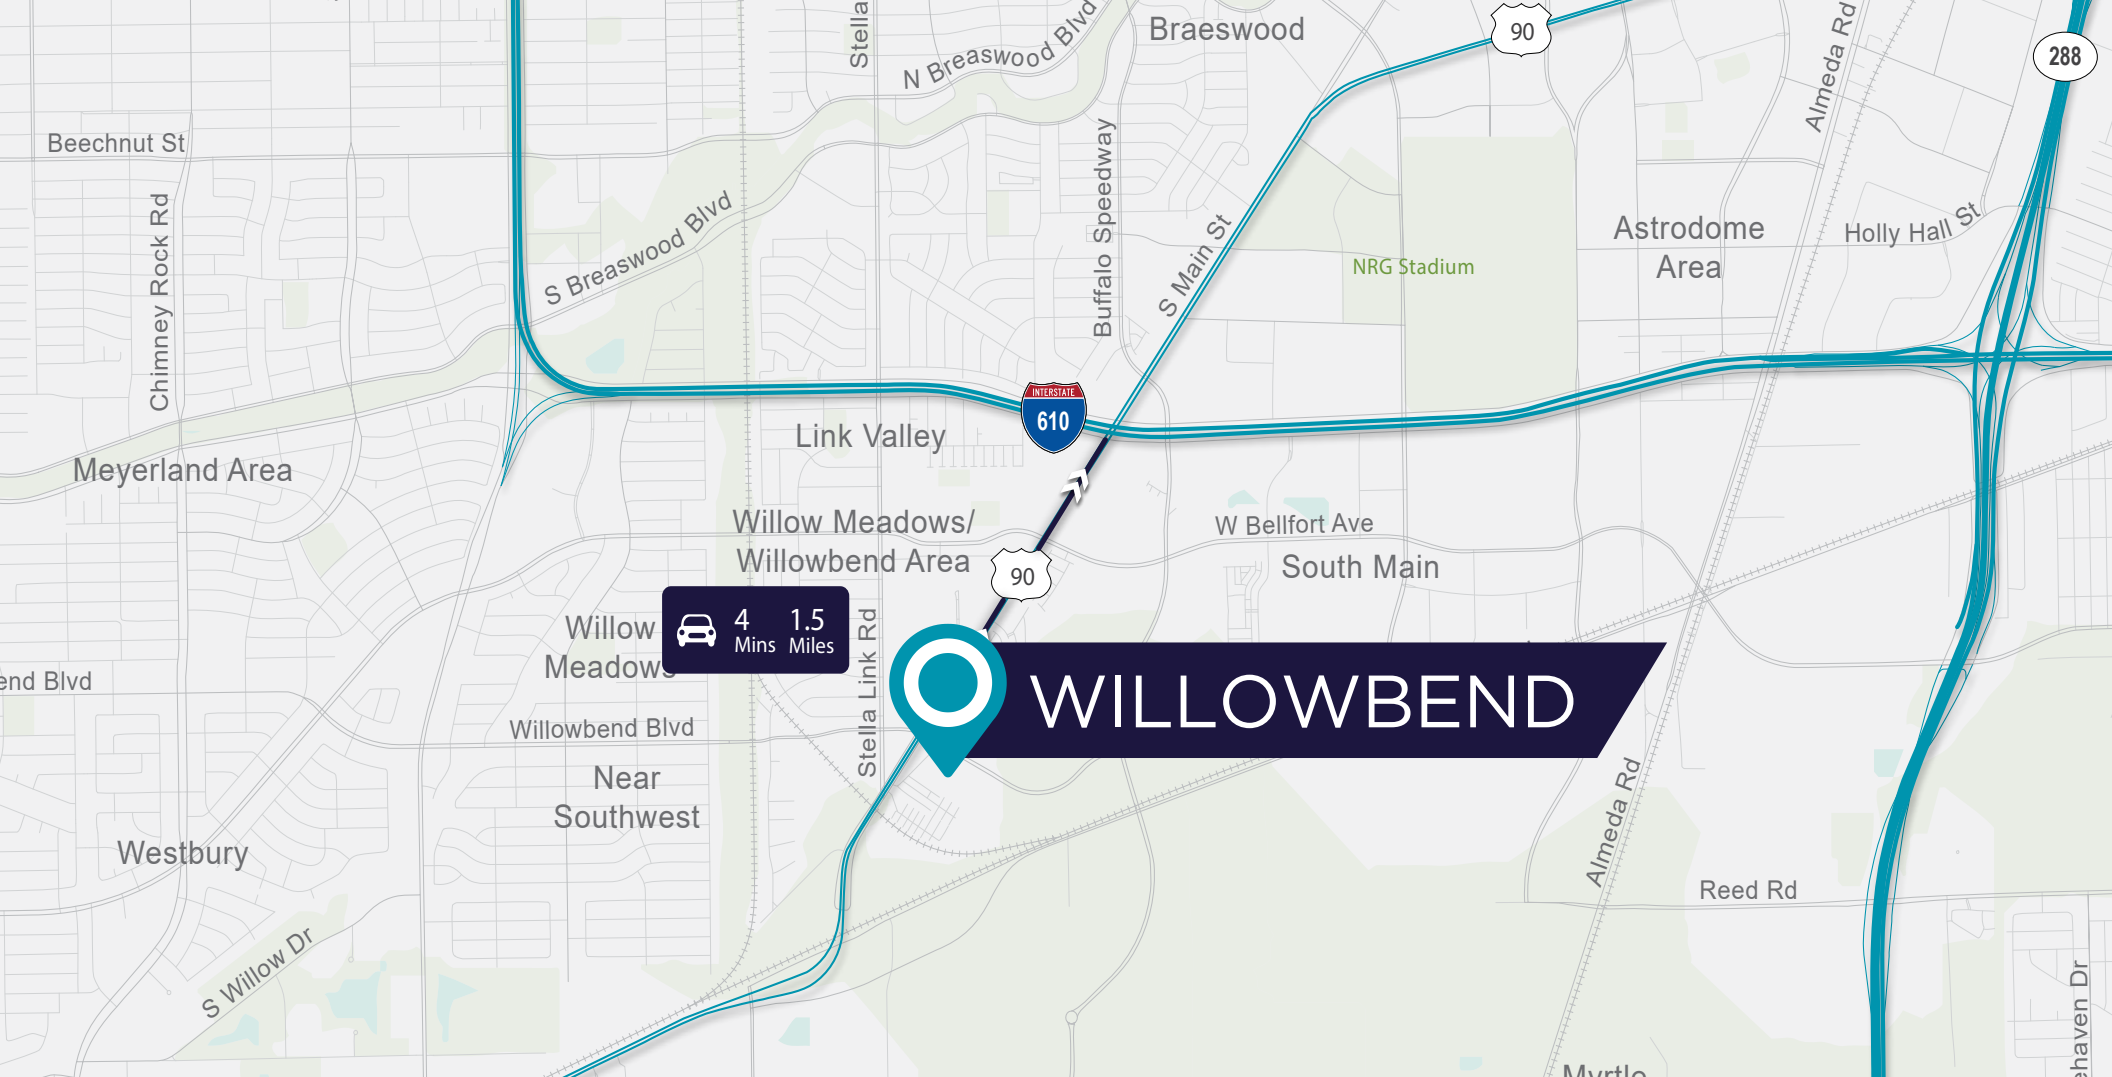 Stella
N Breaswood Blvd
Braeswood
90
Almeda Rd
288
Beechnut St
Chimney Rock Rd
S Breaswood Blvd
Buffalo Speedway
S Main St
NRG Stadium
Astrodome
Area
Holly Hall St
INTERSTATE
610
Link Valley
Meyerland Area
Willow Meadows/
Willowbend Area
W Bellfort Ave
South Main
90
Willow
Meadows
4 Mins
1.5 Miles
Stella Link Rd
WILLOWBEND
end Blvd
Willowbend Blvd
Near
Southwest
Westbury
Almeda Rd
Reed Rd
S Willow Dr
ehaven Dr
Myrtle